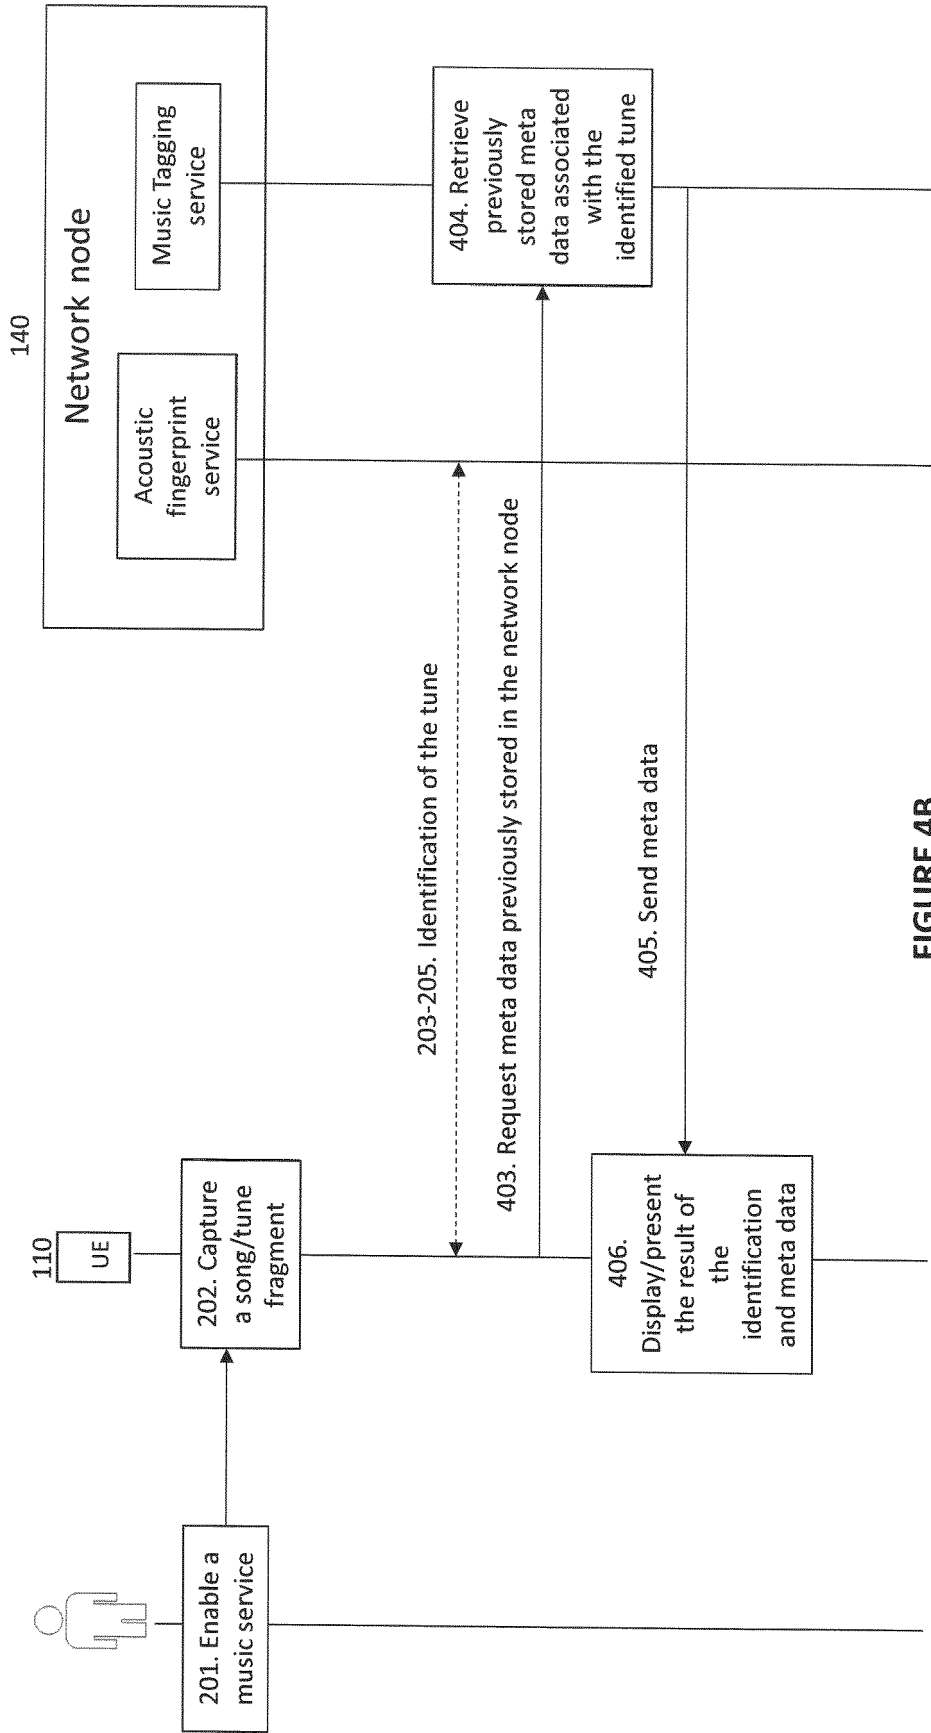 140
Network node
Acoustic
fingerprint
service
Music Tagging
service
110
UE
201. Enable a
music service
202. Capture
a song/tune
fragment
203-205. Identification of the tune
403. Request meta data previously stored in the network node
404. Retrieve
previously
stored meta
data associated
with the
identified tune
405. Send meta data
406.
Display/present
the result of
the
identification
and meta data
FIGURE 4B